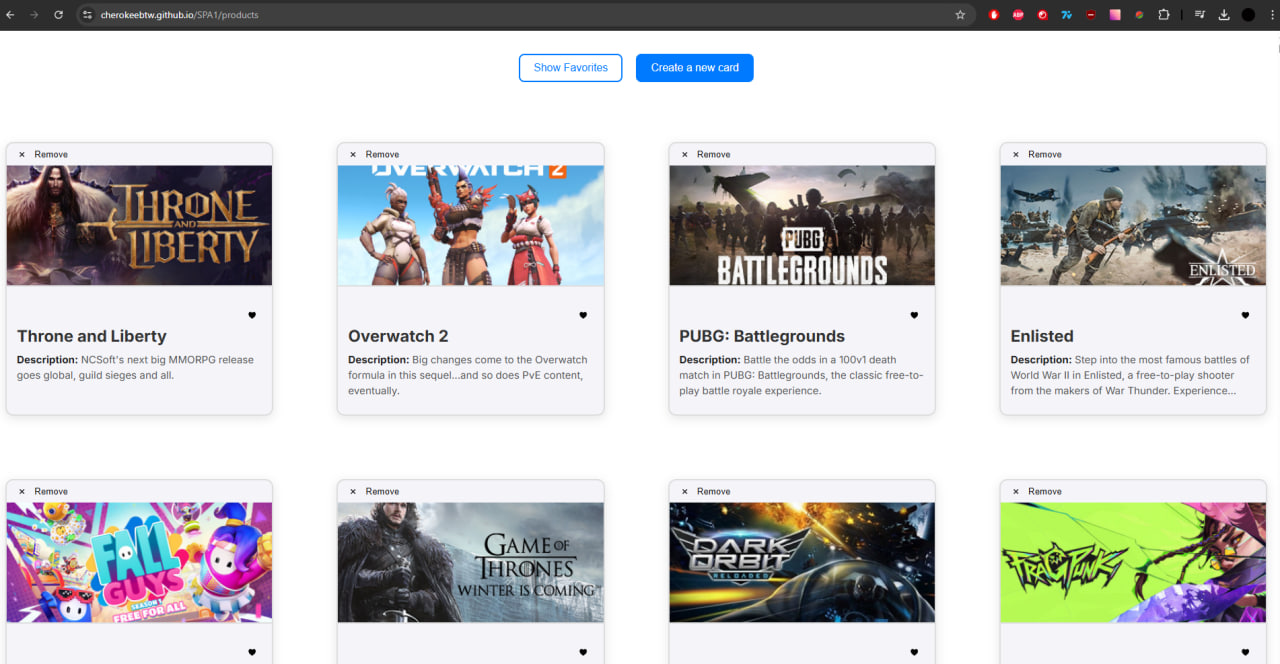 cherokeebtw.github.io/SPA1/products
ABP
Show Favorites
Create a new card
× Remove
× Remove
× Remove
× Remove
THRONE
AND
LIBERTY
OVERWATCH 2
PUBG
BATTLEGROUNDS
ENLISTED
Throne and Liberty
Description: NCSoft's next big MMORPG release
goes global, guild sieges and all.
Overwatch 2
Description: Big changes come to the Overwatch
formula in this sequel...and so does PvE content,
eventually.
PUBG: Battlegrounds
Description: Battle the odds in a 100v1 death
match in PUBG: Battlegrounds, the classic free-to-
play battle royale experience.
Enlisted
Description: Step into the most famous battles of
World War II in Enlisted, a free-to-play shooter
from the makers of War Thunder. Experience...
× Remove
× Remove
× Remove
× Remove
FALL
GUYS
SEASON 1
FREE FOR ALL
GAME OF
THRONES
WINTER IS COMING
DARK
ORBIT
RELOADED
FRAGPUNK